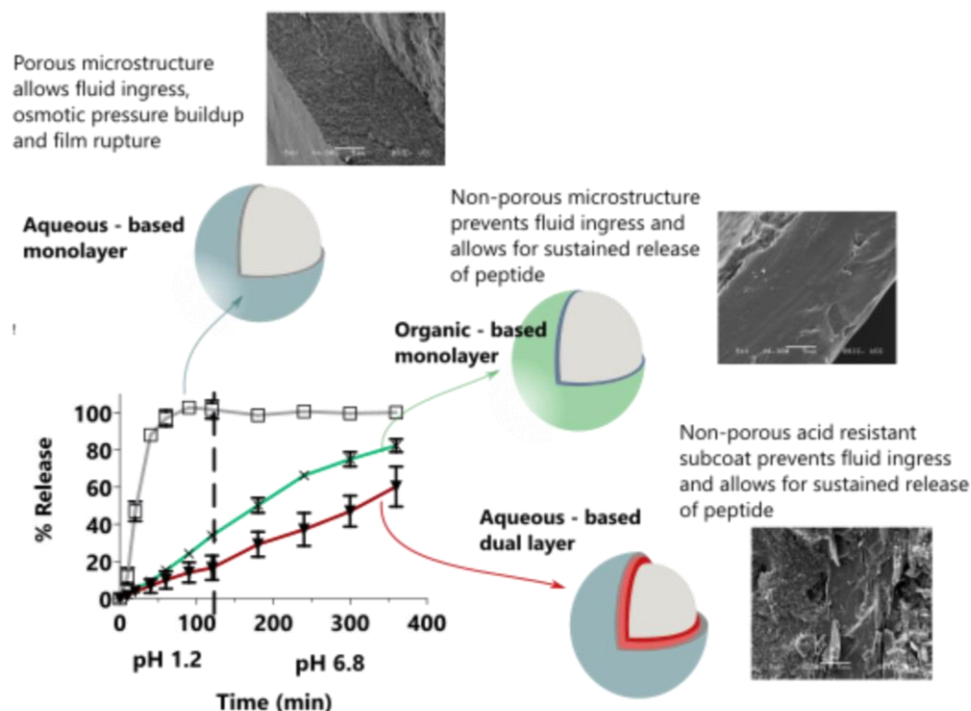 Porous microstructure
allows fluid ingress,
osmotic pressure buildup
and film rupture
Aqueous - based
monolayer
Non-porous microstructure
prevents fluid ingress and
allows for sustained release
of peptide
Organic - based
monolayer
Non-porous acid resistant
subcoat prevents fluid ingress
and allows for sustained release
of peptide
Aqueous - based
dual layer
% Release
100
80
60
40
20
0
0 100 200 300 400
pH 1.2 pH 6.8
Time (min)